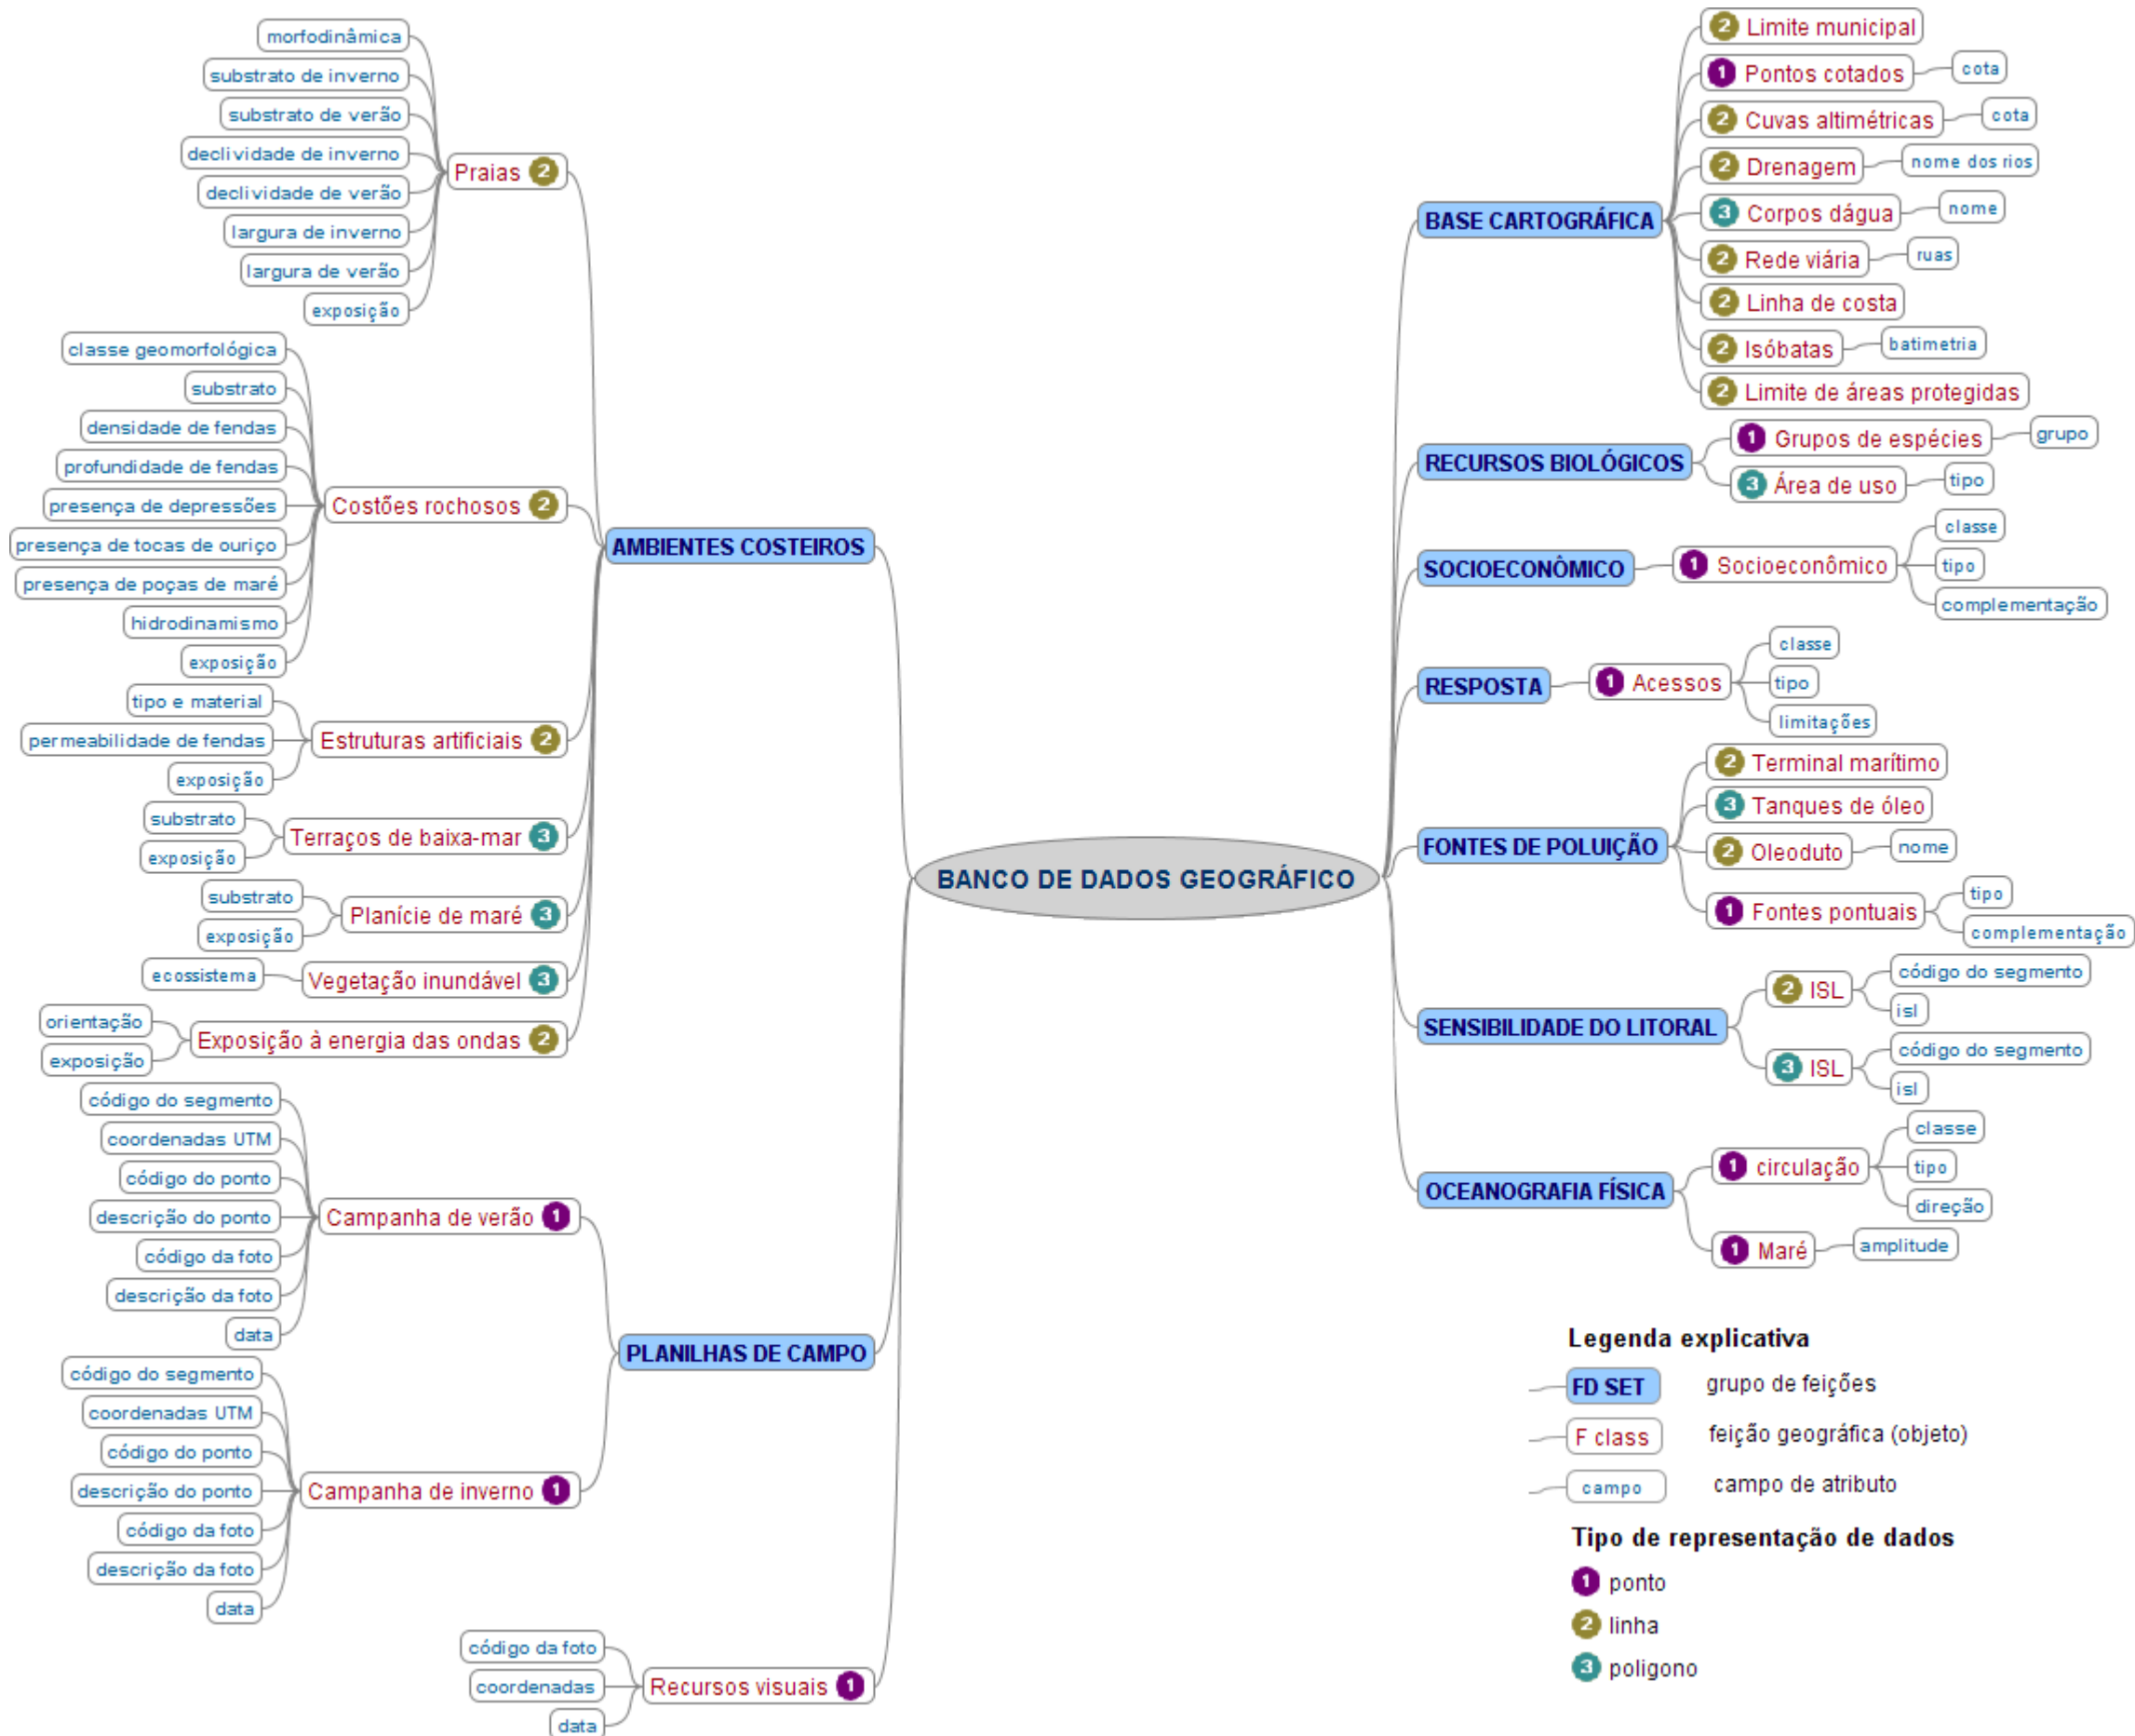 BANCO DE DADOS GEOGRÁFICO
AMBIENTES COSTEIROS
Praias 2
morfodinâmica
substrato de inverno
substrato de verão
declividade de inverno
declividade de verão
largura de inverno
largura de verão
exposição
Costões rochosos 2
classe geomorfológica
substrato
densidade de fendas
profundidade de fendas
presença de depressões
presença de tocas de ouriço
presença de poças de maré
hidrodinamismo
exposição
Estruturas artificiais 2
tipo e material
permeabilidade de fendas
exposição
Terraços de baixa-mar 3
substrato
exposição
Planície de maré 3
substrato
exposição
Vegetação inundável 3
ecossistema
Exposição à energia das ondas 2
orientação
exposição
PLANILHAS DE CAMPO
Campanha de verão 1
código do segmento
coordenadas UTM
código do ponto
descrição do ponto
código da foto
descrição da foto
data
Campanha de inverno 1
código do segmento
coordenadas UTM
código do ponto
descrição do ponto
código da foto
descrição da foto
data
Recursos visuais 1
código da foto
coordenadas
data
BASE CARTOGRÁFICA
2 Limite municipal
1 Pontos cotados
cota
2 Cuvas altimétricas
cota
2 Drenagem
nome dos rios
3 Corpos dágua
nome
2 Rede viária
ruas
2 Linha de costa
2 Isóbatas
batimetria
2 Limite de áreas protegidas
RECURSOS BIOLÓGICOS
1 Grupos de espécies
grupo
3 Área de uso
tipo
SOCIOECONÔMICO
1 Socioeconômico
classe
tipo
complementação
RESPOSTA
1 Acessos
classe
tipo
limitações
FONTES DE POLUIÇÃO
2 Terminal marítimo
3 Tanques de óleo
2 Oleoduto
nome
1 Fontes pontuais
tipo
complementação
SENSIBILIDADE DO LITORAL
2 ISL
código do segmento
isl
3 ISL
código do segmento
isl
OCEANOGRAFIA FÍSICA
1 circulação
classe
tipo
direção
1 Maré
amplitude
Legenda explicativa
FD SET grupo de feições
F class feição geográfica (objeto)
campo campo de atributo
Tipo de representação de dados
1 ponto
2 linha
3 poligono